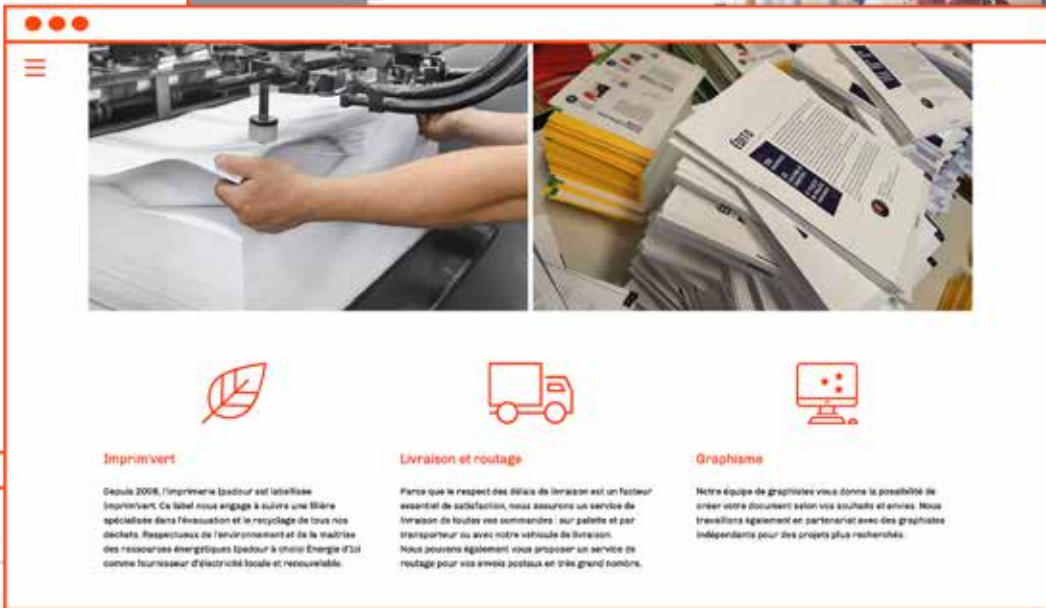 ÉDITO
Imprim'vert
Depuis 2009, l'imprimerie Ipadour est labellisée
Imprim'vert. Ce label nous engage à suivre une filière
spécialisée dans l'évacuation et le recyclage de tous nos
déchets. Respectueux de l'environnement et de la maîtrise
des ressources énergétiques Ipadour à choisi Énergie d'Ici
comme fournisseur d'électricité locale et renouvelable.
Livraison et routage
Parce que le respect des délais de livraison est un facteur
essentiel de satisfaction, nous assurons un service de
livraison de toutes vos commandes : sur palette et par
transporteur ou avec notre véhicule de livraison.
Nous pouvons également vous proposer un service de
routage pour vos envois postaux en très grand nombre.
Graphisme
Notre équipe de graphistes vous donne la possibilité de
créer votre document selon vos souhaits et envies. Nous
travaillons également en partenariat avec des graphistes
indépendants pour des projets plus recherchés.